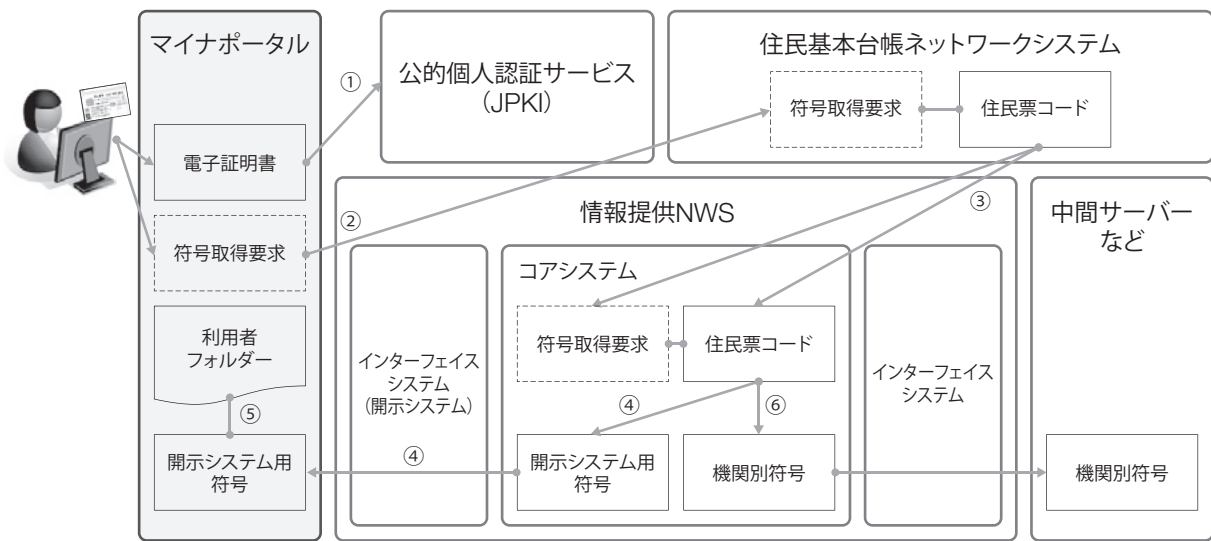 マイナポータル
電子証明書
符号取得要求
利用者
フォルダー
⑤
開示システム用
符号
①
公的個人認証サービス
（JPKI）
②
住民基本台帳ネットワークシステム
符号取得要求
住民票コード
③
情報提供NWS
インターフェイス
システム
（開示システム）
④
コアシステム
符号取得要求
住民票コード
④
⑥
開示システム用
符号
機関別符号
インターフェイス
システム
中間サーバー
など
機関別符号